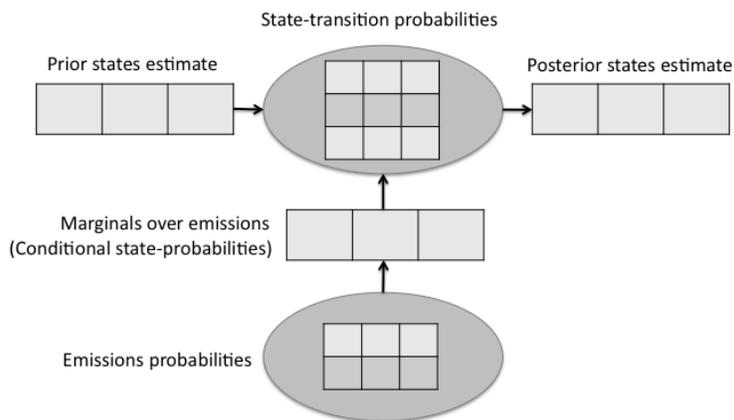 State-transition probabilities
Prior states estimate
Posterior states estimate
Marginals over emissions
(Conditional state-probabilities)
Emissions probabilities